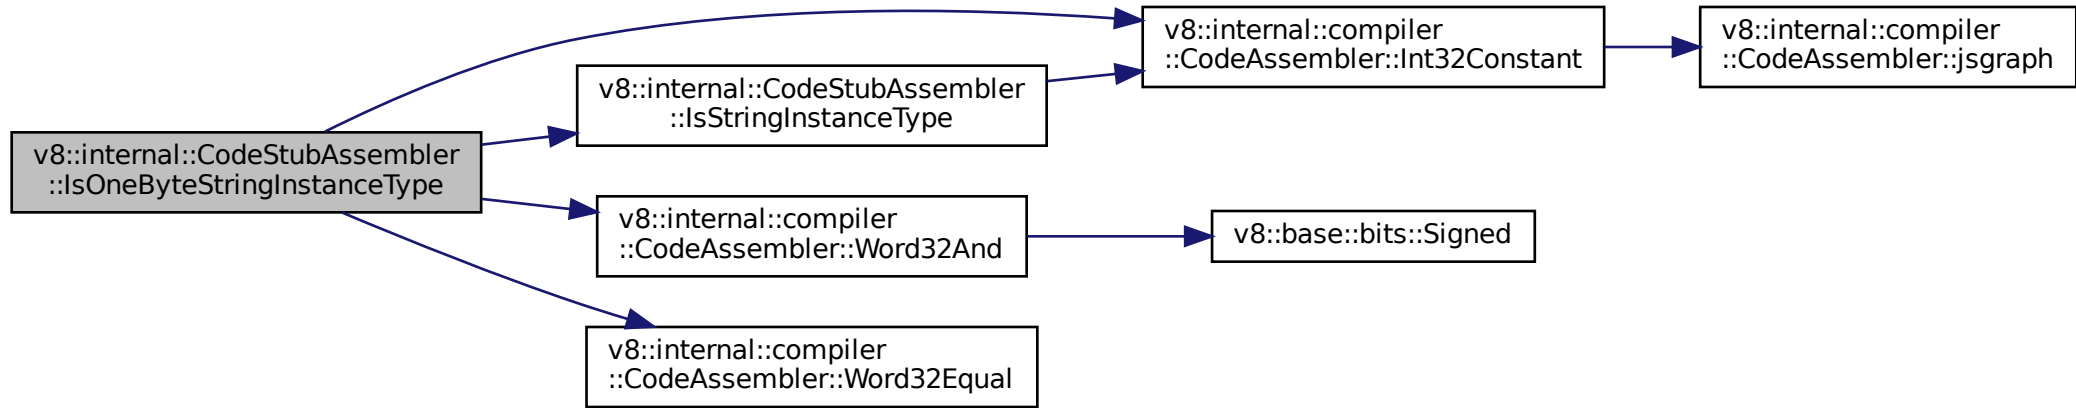 v8::internal::CodeStubAssembler
::IsOneByteStringInstanceType
v8::internal::CodeStubAssembler
::IsStringInstanceType
v8::internal::compiler
::CodeAssembler::Int32Constant
v8::internal::compiler
::CodeAssembler::jsgraph
v8::internal::compiler
::CodeAssembler::Word32And
v8::base::bits::Signed
v8::internal::compiler
::CodeAssembler::Word32Equal